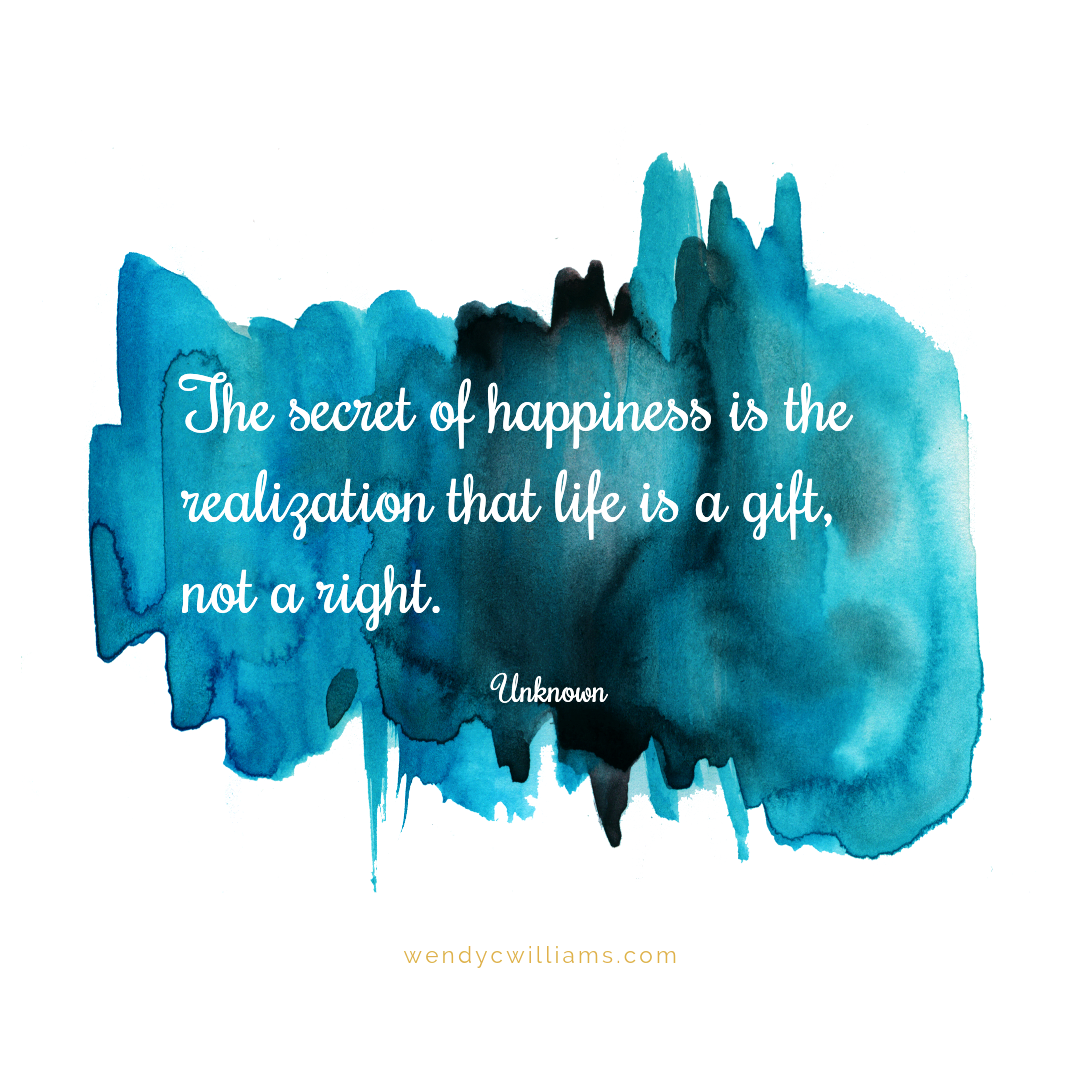 The secret of happiness is the
realization that life is a gift,
not a right.
Unknown
wendycwilliams.com